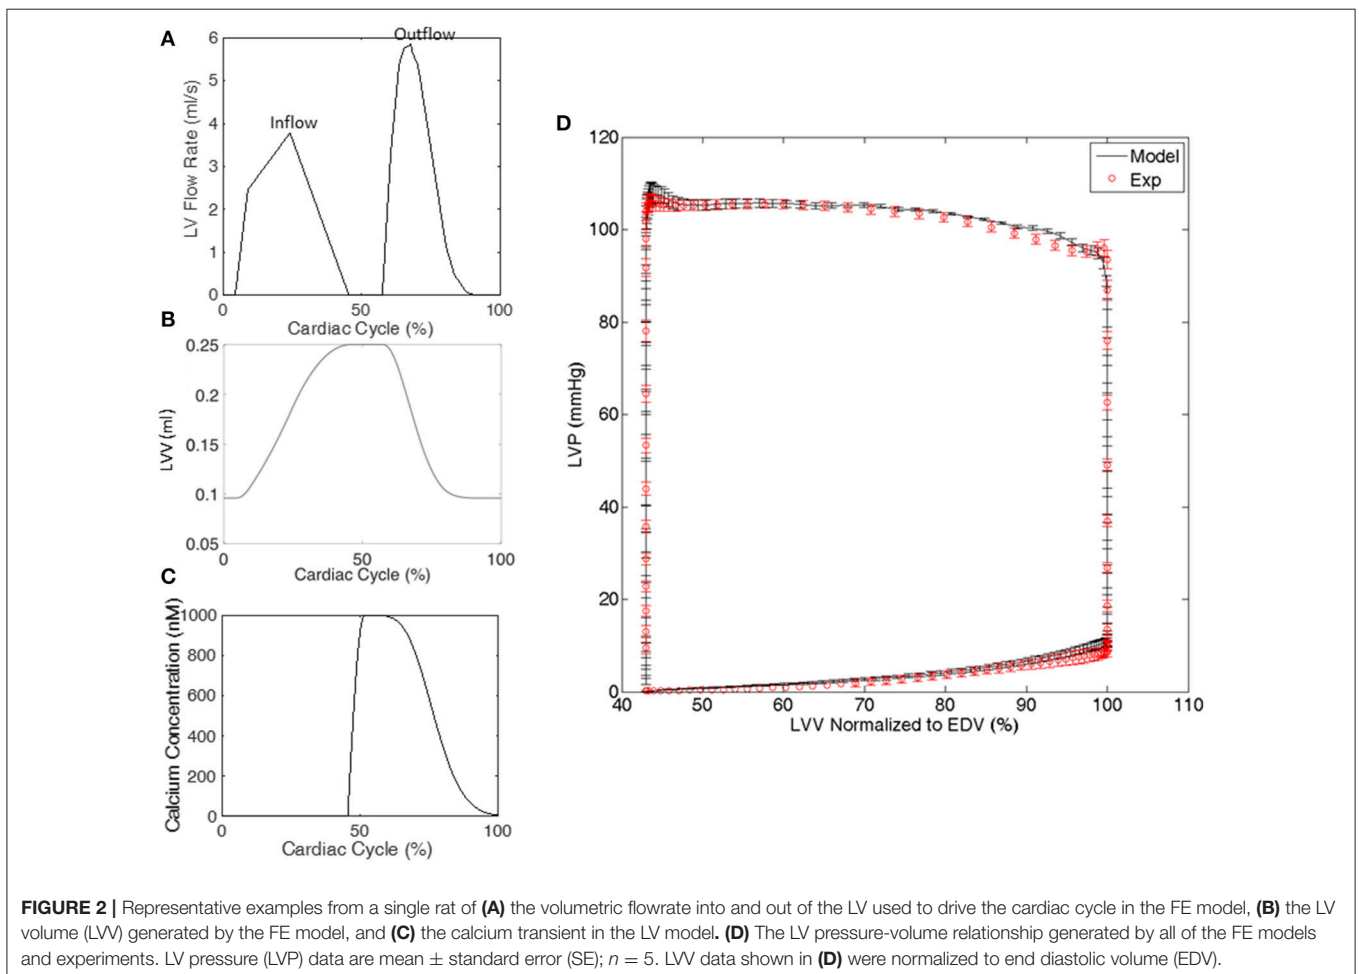 A
Outflow
6
5
4
3
2
1
0
LV Flow Rate (ml/s)
Inflow
0 50 100
Cardiac Cycle (%)
B
0.25
0.2
0.15
0.1
0.05
LVV (ml)
0 50 100
Cardiac Cycle (%)
C
1000
800
600
400
200
0
Calcium Concentration (nM)
0 50 100
Cardiac Cycle (%)
D
120
100
80
60
40
20
0
LVP (mmHg)
Model
Exp
40 50 60 70 80 90 100 110
LVV Normalized to EDV (%)
FIGURE 2 | Representative examples from a single rat of (A) the volumetric flowrate into and out of the LV used to drive the cardiac cycle in the FE model, (B) the LV
volume (LVV) generated by the FE model, and (C) the calcium transient in the LV model. (D) The LV pressure-volume relationship generated by all of the FE models
and experiments. LV pressure (LVP) data are mean ± standard error (SE); n = 5. LVV data shown in (D) were normalized to end diastolic volume (EDV).